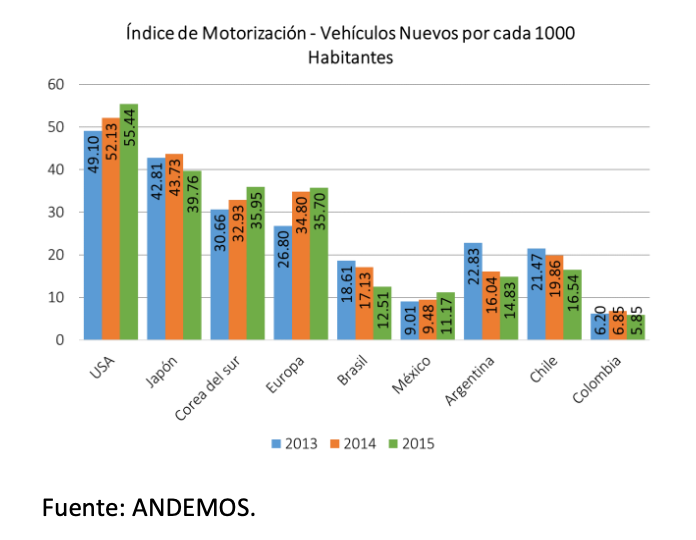 Índice de Motorización - Vehículos Nuevos por cada 1000
Habitantes
60
50
40
30
20
10
0
49.10
52.13
55.44
42.81
43.73
39.76
30.66
32.93
35.95
26.80
34.80
35.70
18.61
17.13
12.51
9.01
9.48
11.17
22.83
16.04
14.83
21.47
19.86
16.54
6.20
6.85
5.85
USA
Japón
Corea del sur
Europa
Brasil
México
Argentina
Chile
Colombia
2013 2014 2015
Fuente: ANDEMOS.